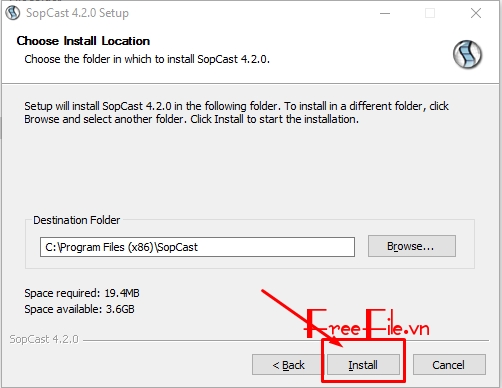 SopCast 4.2.0 Setup
Choose Install Location
Choose the folder in which to install SopCast 4.2.0.
Setup will install SopCast 4.2.0 in the following folder. To install in a different folder, click
Browse and select another folder. Click Install to start the installation.
Destination Folder
C:\Program Files (x86)\SopCast
Browse...
Space required: 19.4MB
Space available: 3.6GB
FreeFile.vn
SopCast 4.2.0
< Back
Install
Cancel